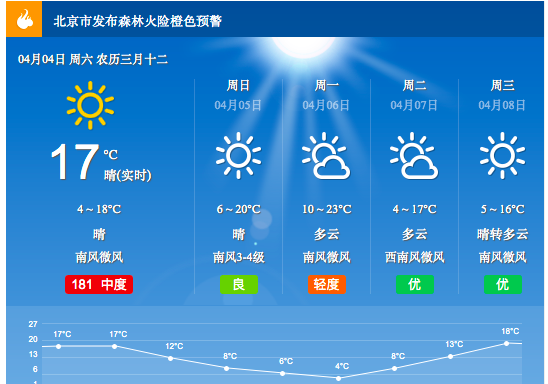 北京市发布森林火险橙色预警
04月04日 周六 农历三月十二
17 °C
晴(实时)
4～18°C
晴
南风微风
181 中度
周日
04月05日
6～20°C
晴
南风3-4级
良
周一
04月06日
10～23°C
多云
南风微风
轻度
周二
04月07日
4～17°C
多云
西南风微风
优
周三
04月08日
5～16°C
晴转多云
南风微风
优
27
20
13
6
17°C 17°C 12°C 8°C 6°C 4°C 8°C 13°C 18°C